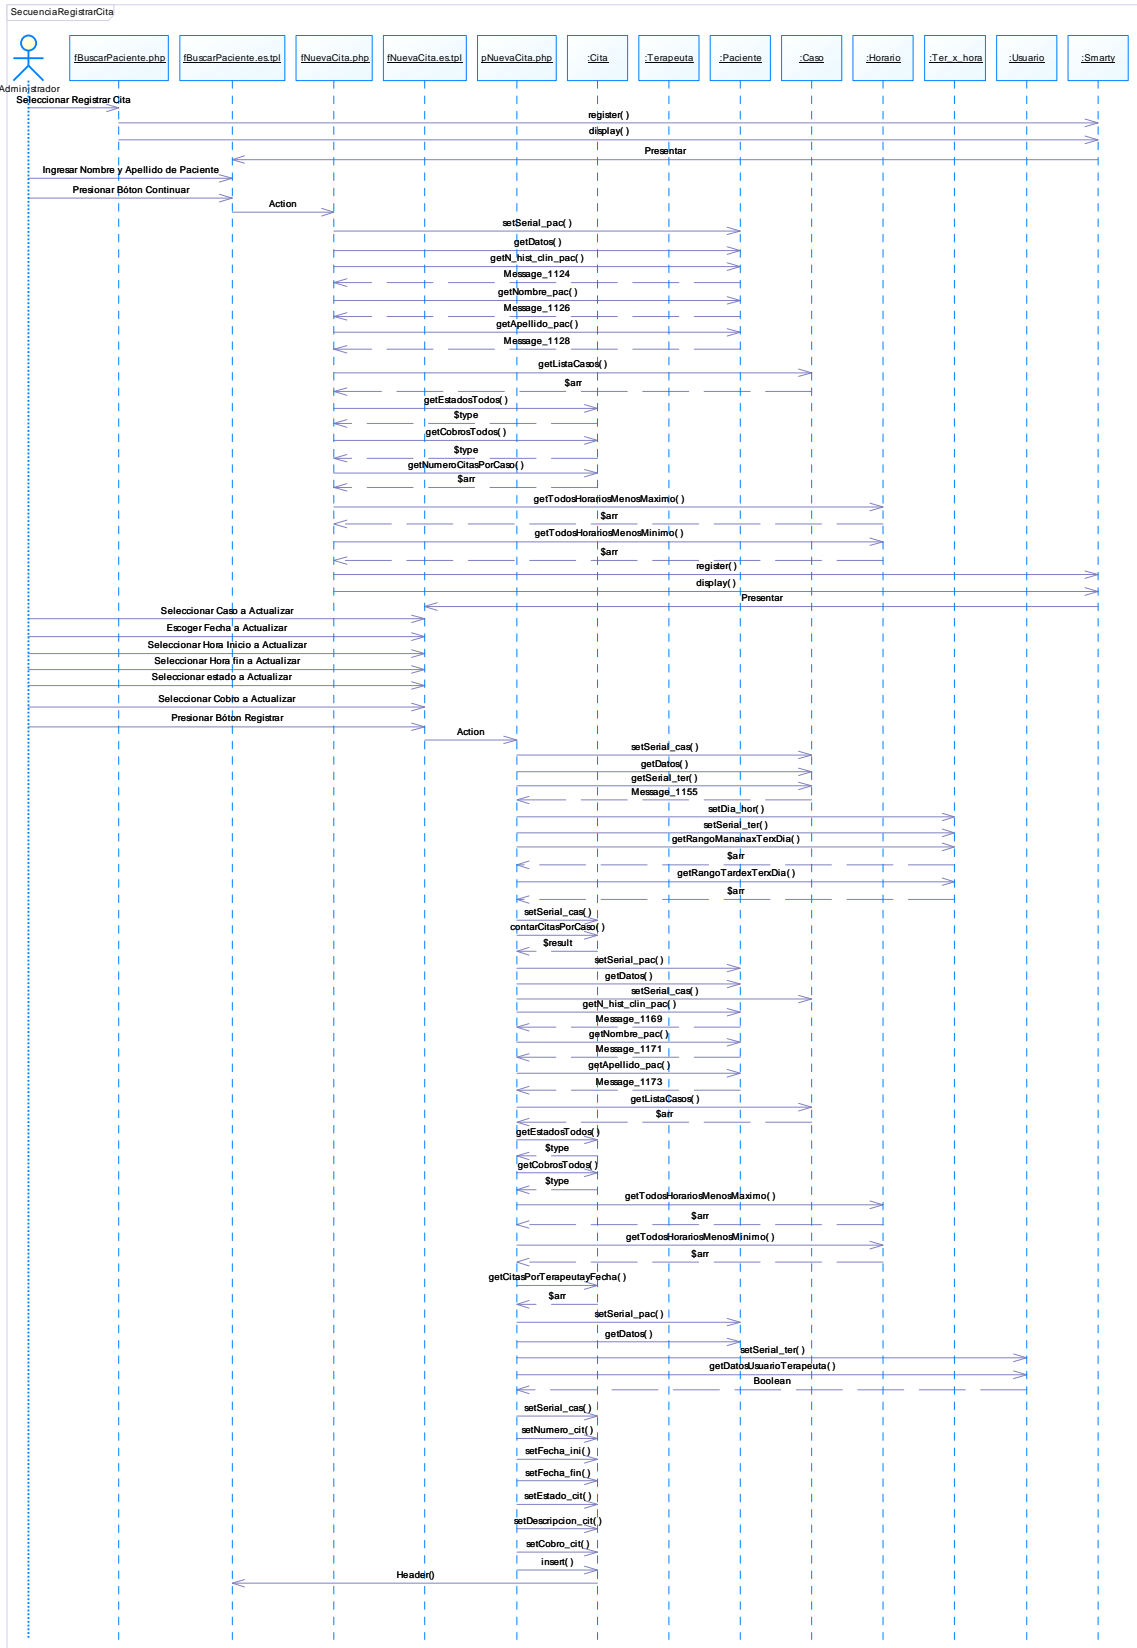 SecuenciaRegistrarCita
fBuscarPaciente.php
fBuscarPaciente.es.tpl
fNuevaCita.php
fNuevaCita.es.tpl
pNuevaCita.php
:Cita
:Terapeuta
:Paciente
:Caso
:Horario
:Ter_x_hora
:Usuario
:Smarty
Administrador
Seleccionar Registrar Cita
register( )
display( )
Presentar
Ingresar Nombre y Apellido de Paciente
Presionar Bóton Continuar
Action
setSerial_pac( )
getDatos( )
getN_hist_clin_pac( )
Message_1124
getNombre_pac( )
Message_1126
getApellido_pac( )
Message_1128
getListaCasos( )
$arr
getEstadosTodos( )
$type
getCobrosTodos( )
$type
getNumeroCitasPorCaso( )
$arr
getTodosHorariosMenosMaximo( )
$arr
getTodosHorariosMenosMinimo( )
$arr
register( )
display( )
Presentar
Seleccionar Caso a Actualizar
Escoger Fecha a Actualizar
Seleccionar Hora Inicio a Actualizar
Seleccionar Hora fin a Actualizar
Seleccionar estado a Actualizar
Seleccionar Cobro a Actualizar
Presionar Bóton Registrar
Action
setSerial_cas( )
getDatos( )
getSerial_ter( )
Message_1155
setDia_hor( )
setSerial_ter( )
getRangoMananaxTerxDia( )
$arr
getRangoTardexTerxDia( )
$arr
setSerial_cas( )
contarCitasPorCaso( )
$result
setSerial_pac( )
getDatos( )
setSerial_cas( )
getN_hist_clin_pac( )
Message_1169
getNombre_pac( )
Message_1171
getApellido_pac( )
Message_1173
getListaCasos( )
$arr
getEstadosTodos( )
$type
getCobrosTodos( )
$type
getTodosHorariosMenosMaximo( )
$arr
getTodosHorariosMenosMinimo( )
$arr
getCitasPorTerapeutayFecha( )
$arr
setSerial_pac( )
getDatos( )
setSerial_ter( )
getDatosUsuarioTerapeuta( )
Boolean
setSerial_cas( )
setNumero_cit( )
setFecha_ini( )
setFecha_fin( )
setEstado_cit( )
setDescripcion_cit( )
setCobro_cit( )
insert( )
Header()